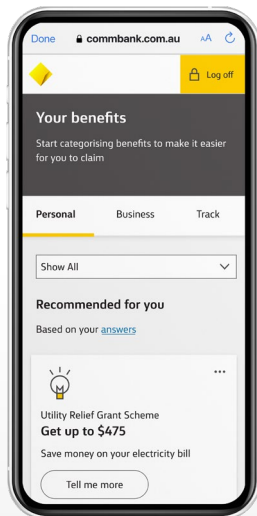 Done commbank.com.au AA
Log off
Your benefits
Start categorising benefits to make it easier
for you to claim
Personal Business Track
Show All
Recommended for you
Based on your answers
Utility Relief Grant Scheme
Get up to $475
Save money on your electricity bill
Tell me more